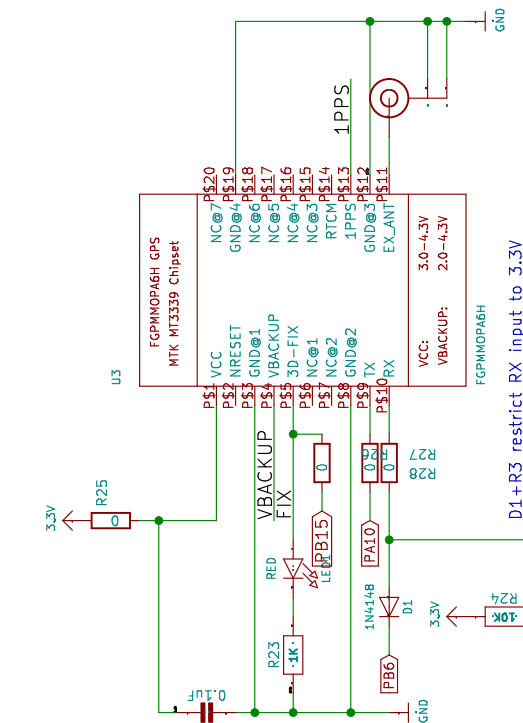 GND
1PPS
P$20
P$19
P$18
P$17
P$16
P$15
P$14
P$13
P$12
P$11
NC@7
GND@4
NC@6
NC@5
NC@4
NC@3
RTCM
1PPS
GND@3
EX_ANT
FGPMMOPA6H GPS
MTK MT3339 Chipset
VCC: 3.0-4.3V
VBACKUP: 2.0-4.3V
U3
FGPMMOPA6H
VCC
NRESET
GND@1
VBACKUP
3D-FIX
NC@1
NC@2
GND@2
TX
RX
P$1
P$2
P$3
P$4
P$5
P$6
P$7
P$8
P$9
P$10
D1+R3 restrict RX input to 3.3V
VBACKUP
FIX
R26
R27
R28
0
0
0
R25
0
3.3V
PB15
PA10
RED
LED1
1N4148
D1
3.3V
R24
10K
R23
1K
PB6
0.1uF
GND